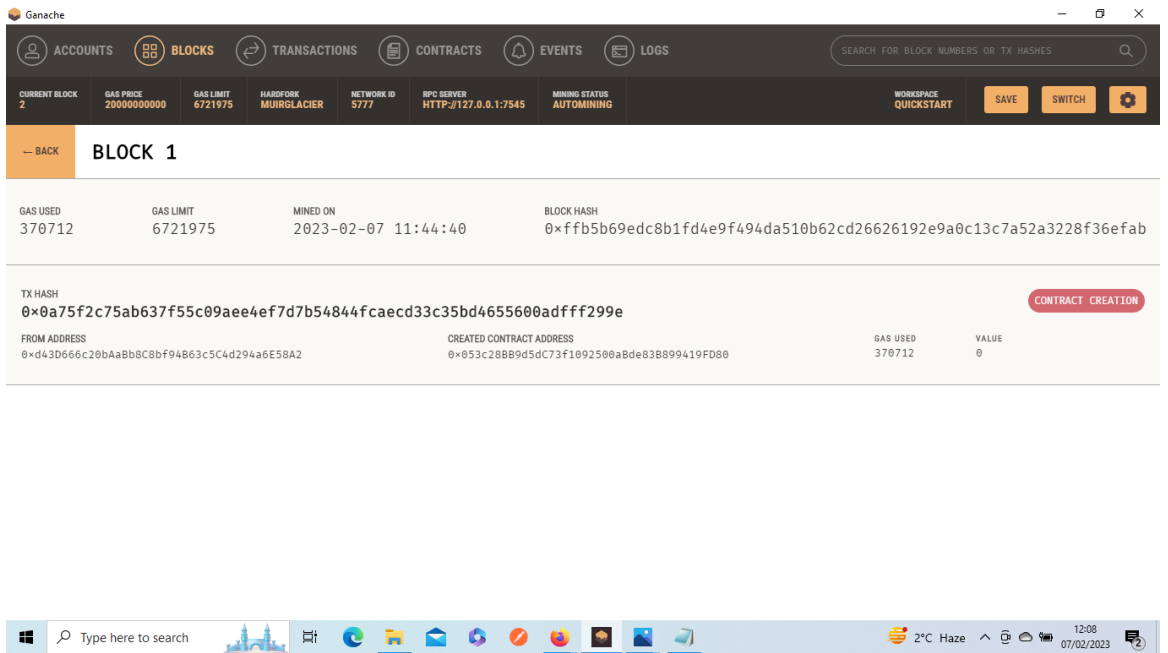 Ganache
ACCOUNTS BLOCKS TRANSACTIONS CONTRACTS EVENTS LOGS SEARCH FOR BLOCK NUMBERS OR TX HASHES
CURRENT BLOCK GAS PRICE GAS LIMIT HARDFORK NETWORK ID RPC SERVER MINING STATUS WORKSPACE
2 20000000000 6721975 MUIRGLACIER 5777 HTTP://127.0.0.1:7545 AUTOMINING QUICKSTART SAVE SWITCH
← BACK BLOCK 1
GAS USED GAS LIMIT MINED ON BLOCK HASH
370712 6721975 2023-02-07 11:44:40 0×ffb5b69edc8b1fd4e9f494da510b62cd26626192e9a0c13c7a52a3228f36efab
TX HASH
0×0a75f2c75ab637f55c09aee4ef7d7b54844fcaecd33c35bd4655600adfff299e CONTRACT CREATION
FROM ADDRESS CREATED CONTRACT ADDRESS GAS USED VALUE
0×d43D666c20bAaBb8C8bf94B63c5C4d294a6E58A2 0×053c28BB9d5dC73f1092500aBde83B899419FD80 370712 0
Type here to search 2°C Haze 12:08
07/02/2023 2